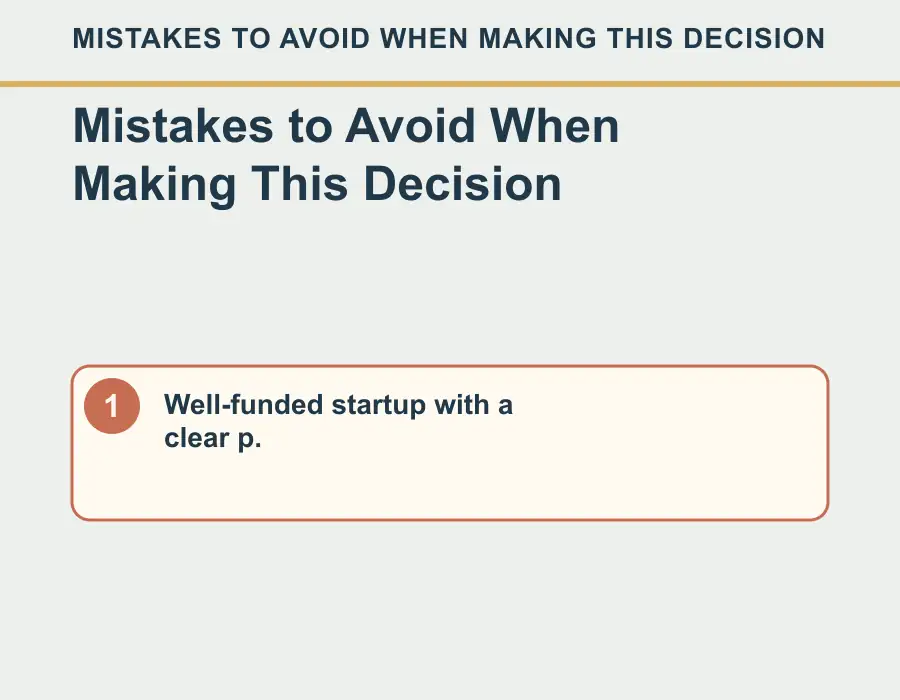 MISTAKES TO AVOID WHEN MAKING THIS DECISION
Mistakes to Avoid When
Making This Decision
1
Well-funded startup with a
clear p.